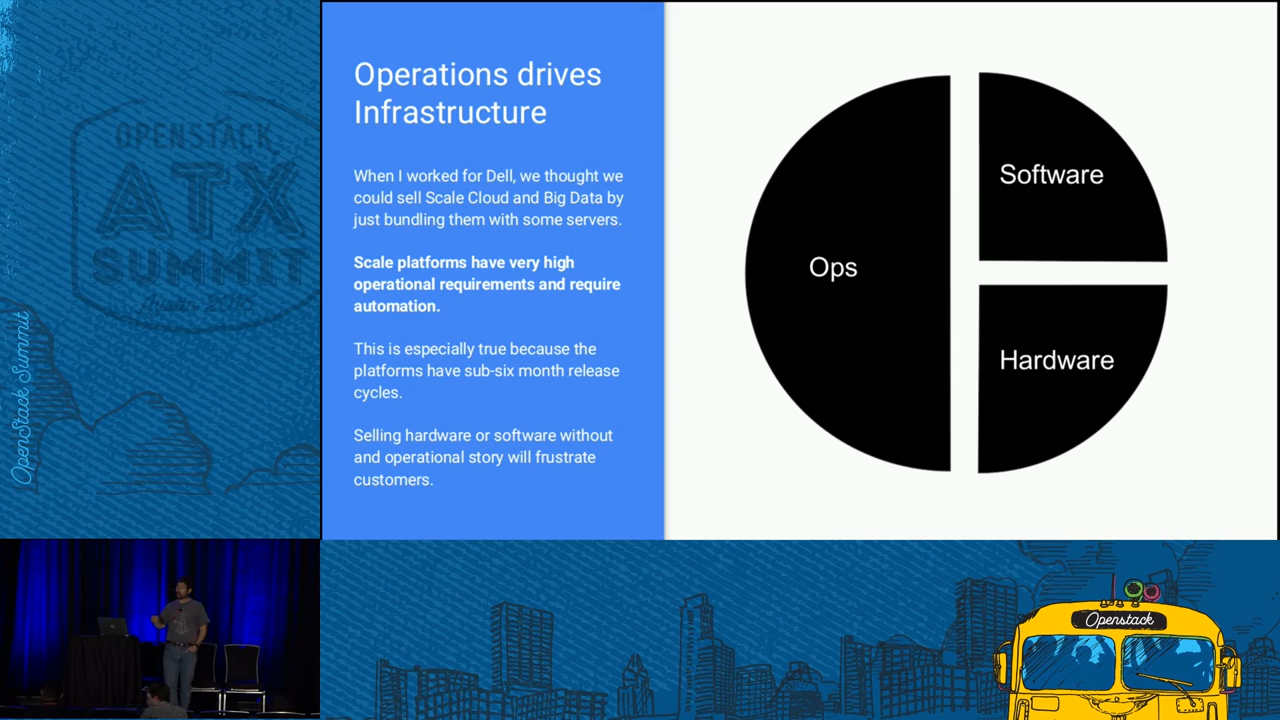 OPENSTACK
ATX
SUMMIT
Austin 2016
OpenStack Summit
Operations drives
Infrastructure
When I worked for Dell, we thought we
could sell Scale Cloud and Big Data by
just bundling them with some servers.
Scale platforms have very high
operational requirements and require
automation.
This is especially true because the
platforms have sub-six month release
cycles.
Selling hardware or software without
and operational story will frustrate
customers.
Ops
Software
Hardware
Openstack